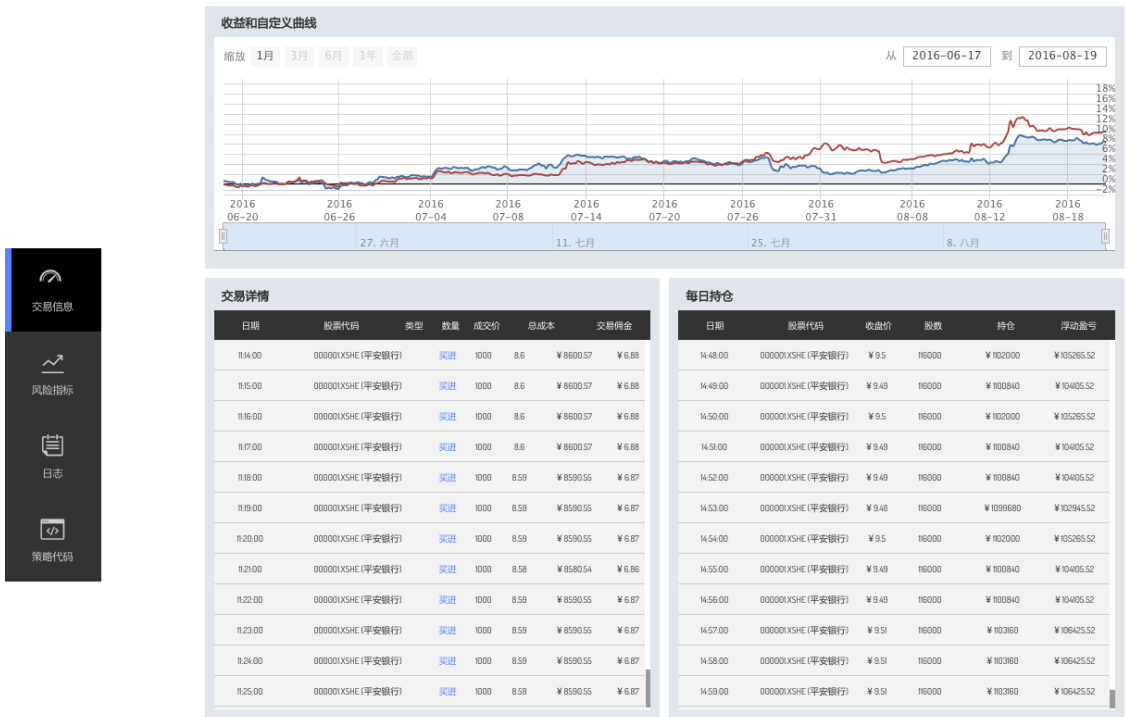 收益和自定义曲线
缩放 1月 3月 6月 1年 全部 从 2016-06-17 到 2016-08-19
18%
16%
14%
12%
10%
8%
6%
4%
2%
0%
-2%
2016 2016 2016 2016 2016 2016 2016 2016 2016 2016 2016
06-20 06-26 07-04 07-08 07-14 07-20 07-26 07-31 08-08 08-12 08-18
27. 六月 11. 七月 25. 七月 8. 八月
交易信息
风险指标
日志
策略代码
交易详情
日期 股票代码 类型 数量 成交价 总成本 交易佣金
11:14:00 000001.XSHE (平安银行) 买进 1000 8.6 ¥ 8600.57 ¥ 6.88
11:15:00 000001.XSHE (平安银行) 买进 1000 8.6 ¥ 8600.57 ¥ 6.88
11:16:00 000001.XSHE (平安银行) 买进 1000 8.6 ¥ 8600.57 ¥ 6.88
11:17:00 000001.XSHE (平安银行) 买进 1000 8.6 ¥ 8600.57 ¥ 6.88
11:18:00 000001.XSHE (平安银行) 买进 1000 8.59 ¥ 8590.55 ¥ 6.87
11:19:00 000001.XSHE (平安银行) 买进 1000 8.59 ¥ 8590.55 ¥ 6.87
11:20:00 000001.XSHE (平安银行) 买进 1000 8.59 ¥ 8590.55 ¥ 6.87
11:21:00 000001.XSHE (平安银行) 买进 1000 8.58 ¥ 8580.54 ¥ 6.86
11:22:00 000001.XSHE (平安银行) 买进 1000 8.59 ¥ 8590.55 ¥ 6.87
11:23:00 000001.XSHE (平安银行) 买进 1000 8.59 ¥ 8590.55 ¥ 6.87
11:24:00 000001.XSHE (平安银行) 买进 1000 8.59 ¥ 8590.55 ¥ 6.87
11:25:00 000001.XSHE (平安银行) 买进 1000 8.59 ¥ 8590.55 ¥ 6.87
每日持仓
日期 股票代码 收盘价 股数 持仓 浮动盈亏
14:48:00 000001.XSHE (平安银行) ¥ 9.5 116000 ¥ 1102000 ¥ 105265.52
14:49:00 000001.XSHE (平安银行) ¥ 9.49 116000 ¥ 1100840 ¥ 104105.52
14:50:00 000001.XSHE (平安银行) ¥ 9.5 116000 ¥ 1102000 ¥ 105265.52
14:51:00 000001.XSHE (平安银行) ¥ 9.49 116000 ¥ 1100840 ¥ 104105.52
14:52:00 000001.XSHE (平安银行) ¥ 9.49 116000 ¥ 1100840 ¥ 104105.52
14:53:00 000001.XSHE (平安银行) ¥ 9.48 116000 ¥ 1099680 ¥ 102945.52
14:54:00 000001.XSHE (平安银行) ¥ 9.5 116000 ¥ 1102000 ¥ 105265.52
14:55:00 000001.XSHE (平安银行) ¥ 9.49 116000 ¥ 1100840 ¥ 104105.52
14:56:00 000001.XSHE (平安银行) ¥ 9.49 116000 ¥ 1100840 ¥ 104105.52
14:57:00 000001.XSHE (平安银行) ¥ 9.51 116000 ¥ 1103160 ¥ 106425.52
14:58:00 000001.XSHE (平安银行) ¥ 9.51 116000 ¥ 1103160 ¥ 106425.52
14:59:00 000001.XSHE (平安银行) ¥ 9.51 116000 ¥ 1103160 ¥ 106425.52